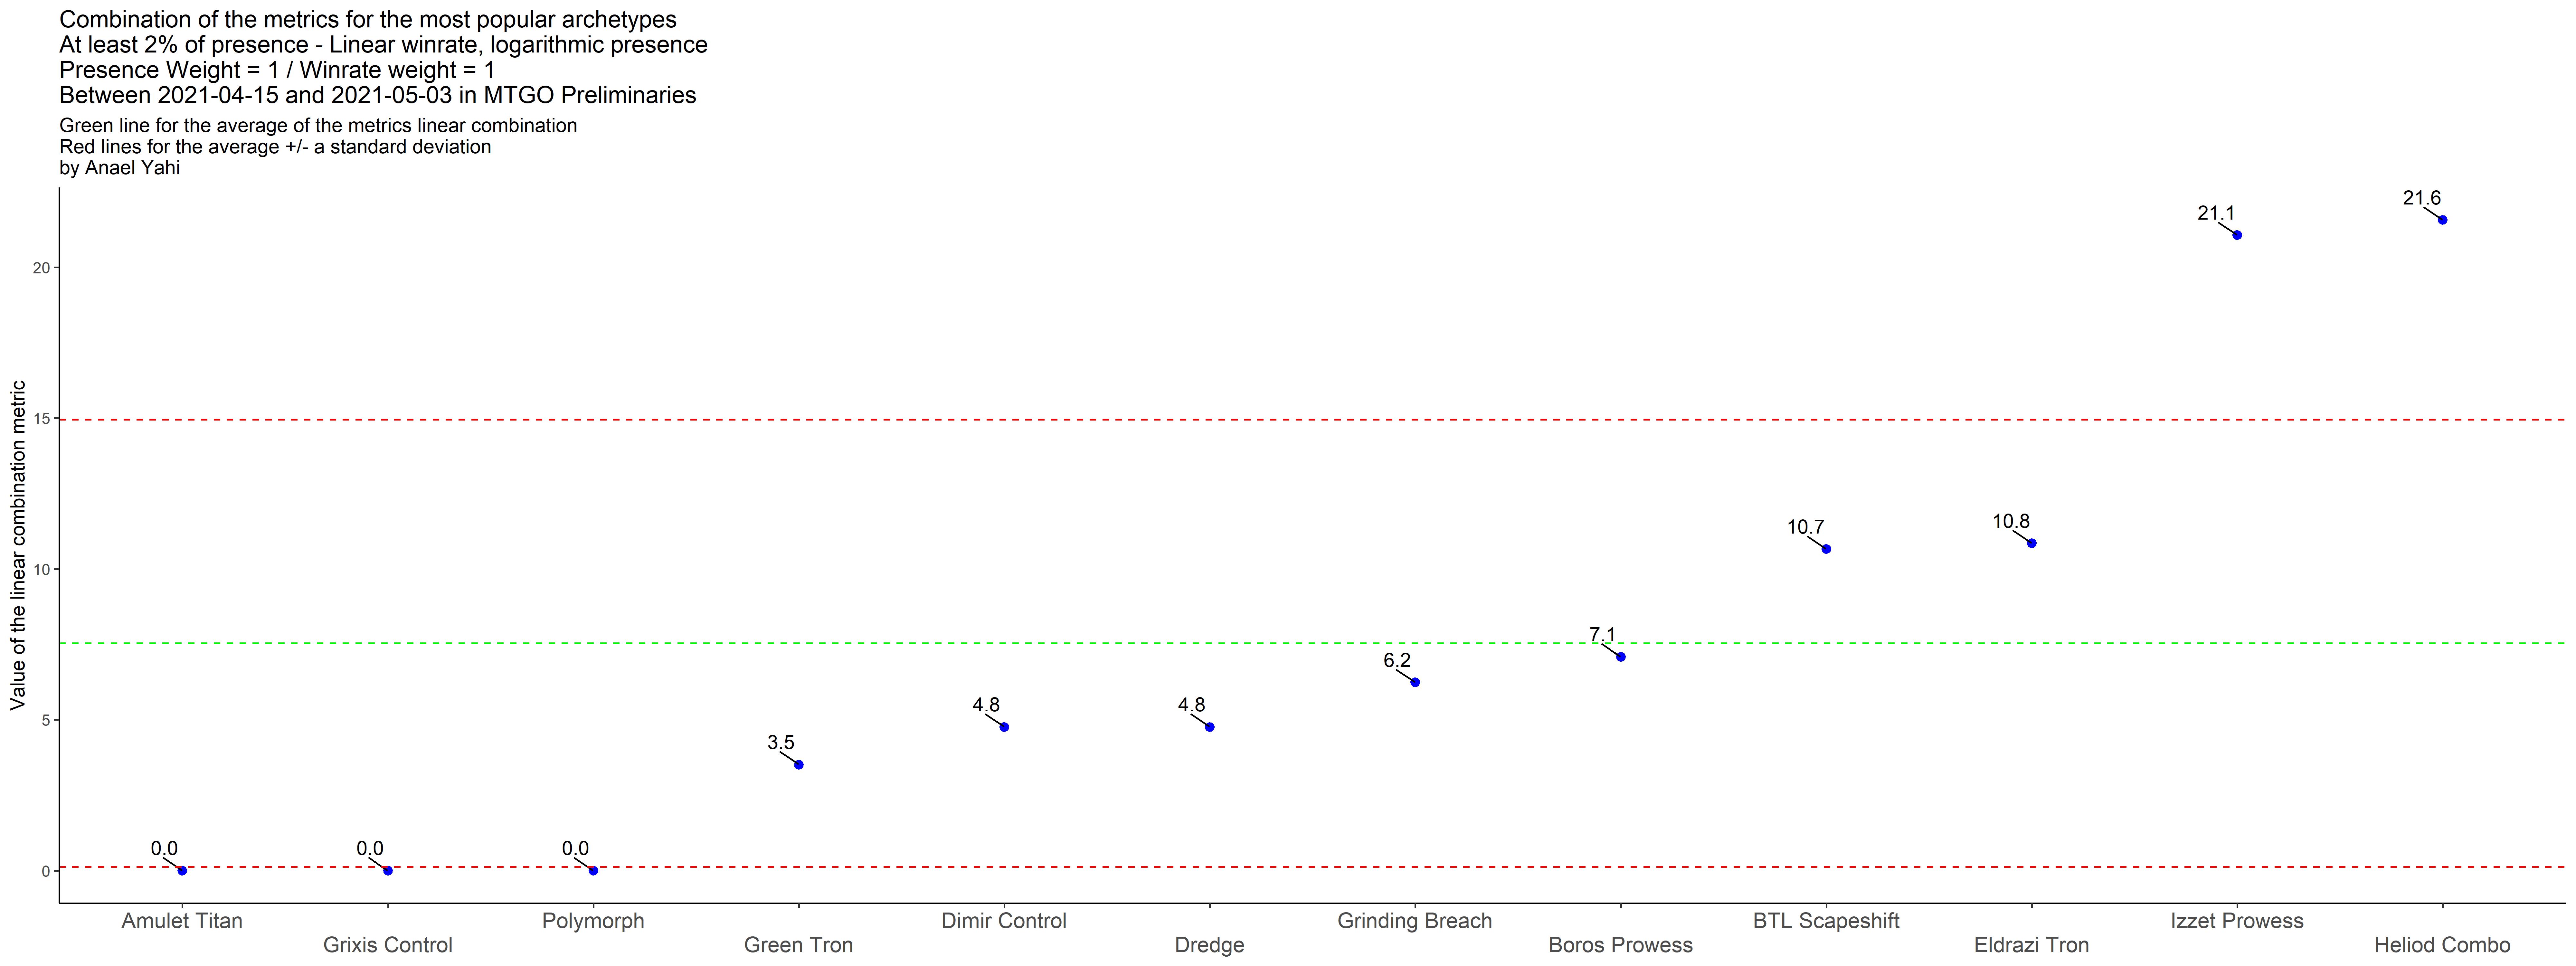 Combination of the metrics for the most popular archetypes
At least 2% of presence - Linear winrate, logarithmic presence
Presence Weight = 1 / Winrate weight = 1
Between 2021-04-15 and 2021-05-03 in MTGO Preliminaries
Green line for the average of the metrics linear combination
Red lines for the average +/- a standard deviation
by Anael Yahi
Value of the linear combination metric
20
15
10
5
0
0.0
0.0
0.0
3.5
4.8
4.8
6.2
7.1
10.7
10.8
21.1
21.6
Amulet Titan
Grixis Control
Polymorph
Green Tron
Dimir Control
Dredge
Grinding Breach
Boros Prowess
BTL Scapeshift
Eldrazi Tron
Izzet Prowess
Heliod Combo